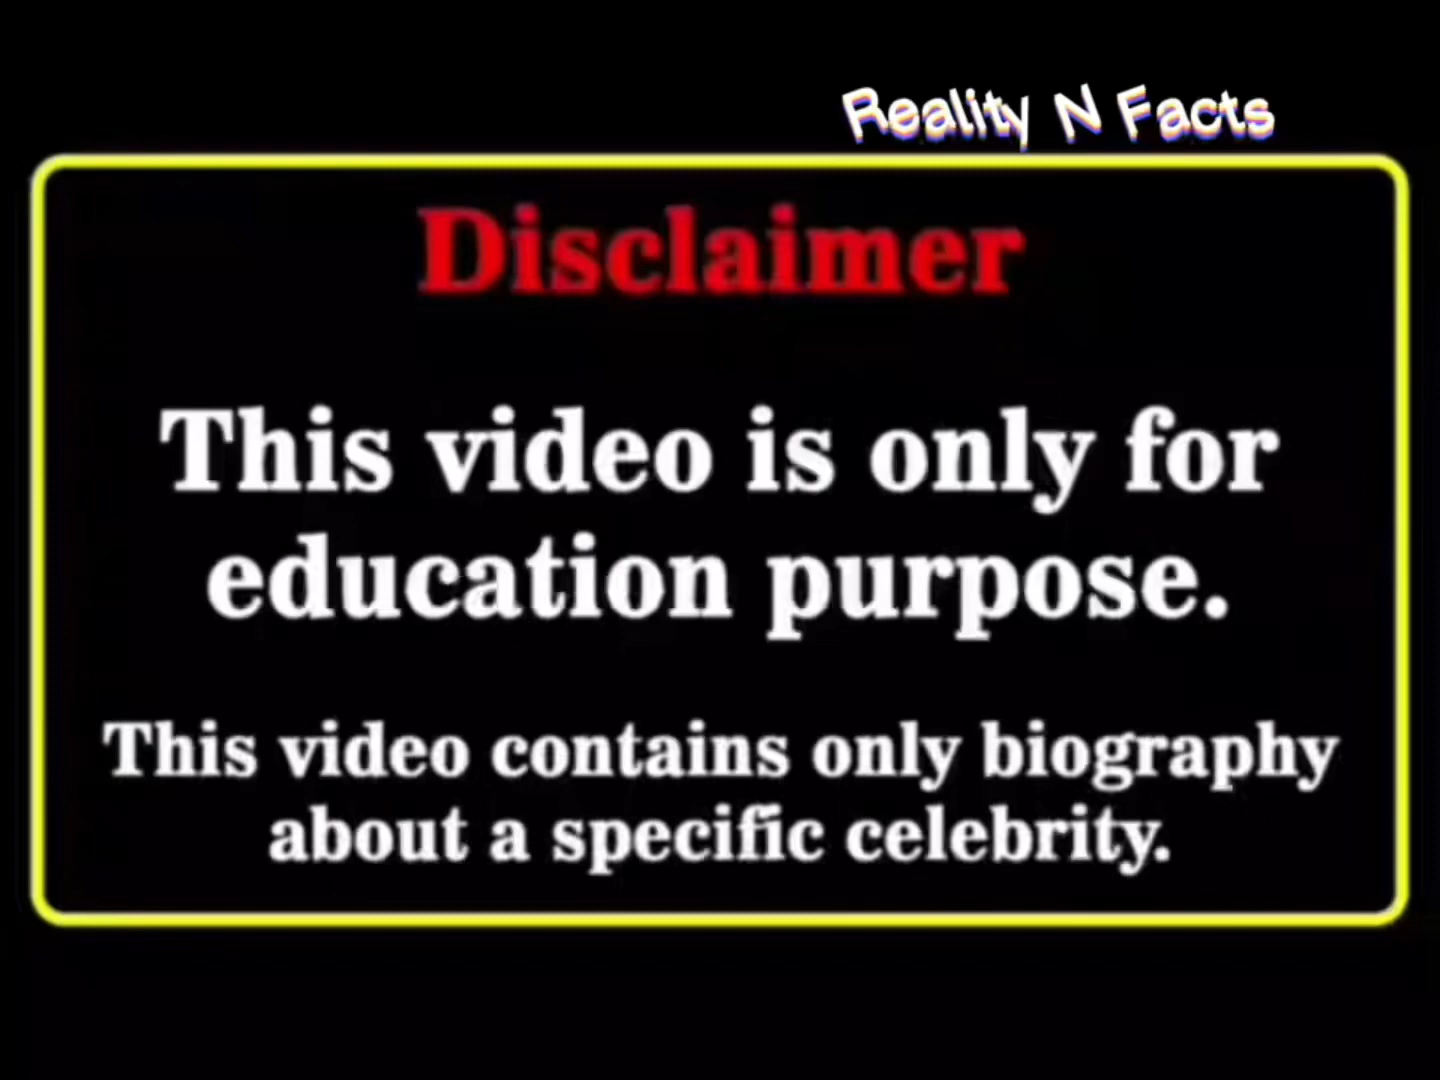 Reality N Facts
Disclaimer
This video is only for
education purpose.
This video contains only biography
about a specific celebrity.